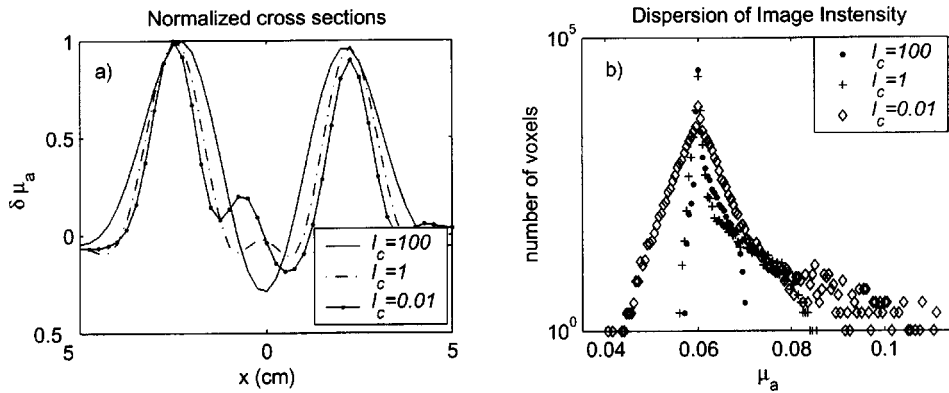 Normalized cross sections
1
a)
0.5
0
0.5
δ μa
lc=100
lc=1
lc=0.01
5
0
5
x (cm)
Dispersion of Image Instensity
10^5
b)
lc=100
lc=1
lc=0.01
number of voxels
10^0
0.04
0.06
0.08
0.1
μa